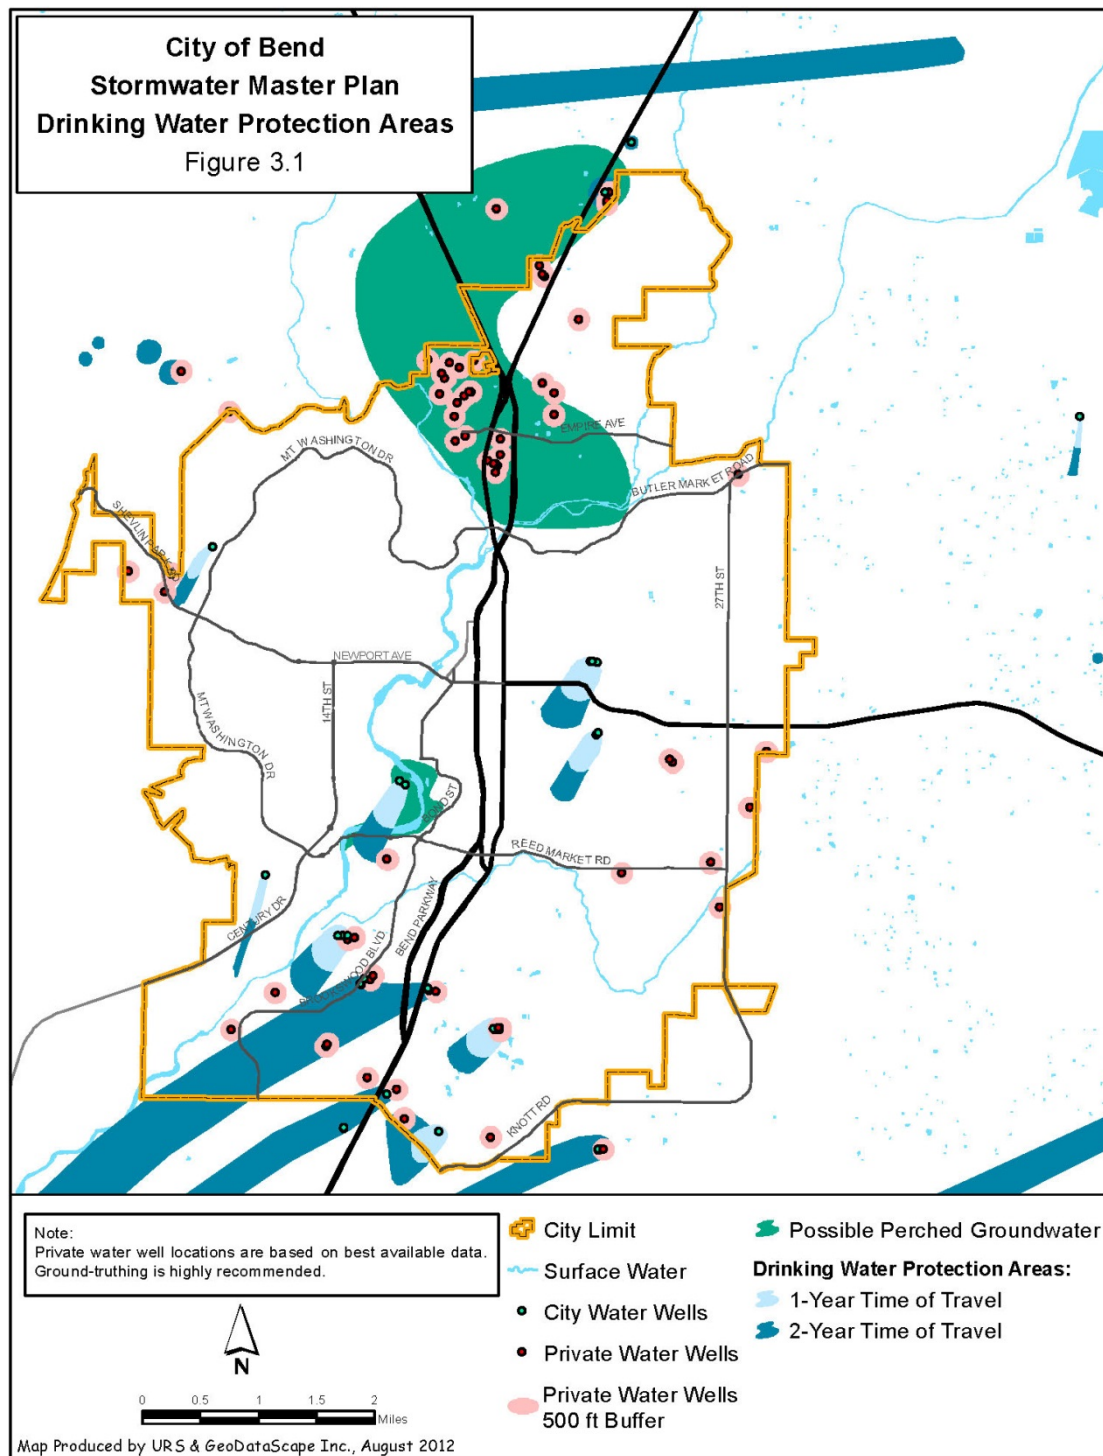 City of Bend
Stormwater Master Plan
Drinking Water Protection Areas
Figure 3.1
EMPIRE AVE
MT WASHINGTON DR
BUTLER MARKET ROAD
SHEVLIN PARK RD
27TH ST
NEWPORT AVE
14TH ST
MT WASHINGTON DR
BOND ST
REED MARKET RD
CENTURY DR
BEND PARKWAY
BROOKSWOOD BLVD
KNOTT RD
Note:
Private water well locations are based on best available data.
Ground-truthing is highly recommended.
N
0 0.5 1 1.5 2
Miles
City Limit
Surface Water
City Water Wells
Private Water Wells
Private Water Wells
500 ft Buffer
Possible Perched Groundwater
Drinking Water Protection Areas:
1-Year Time of Travel
2-Year Time of Travel
Map Produced by URS & GeoDataScape Inc., August 2012